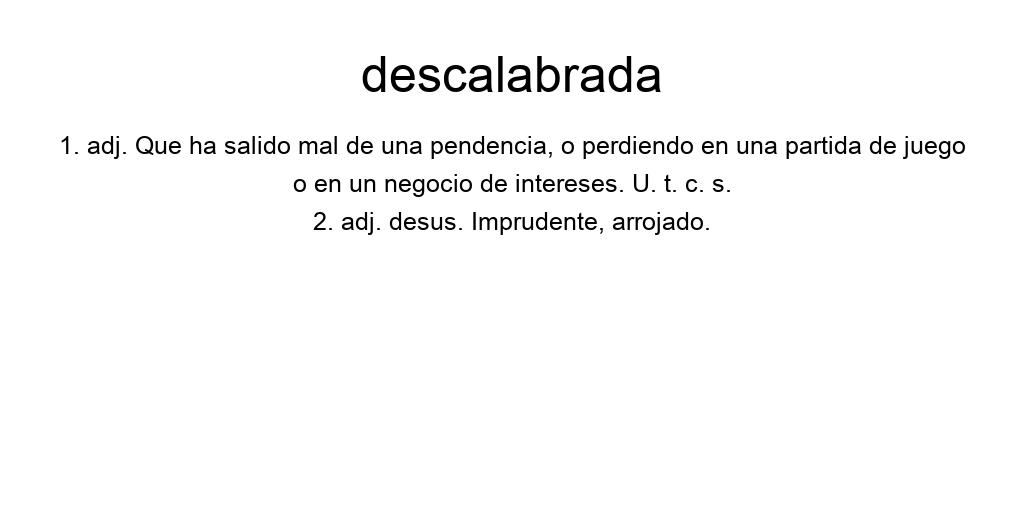 descalabrada
1. adj. Que ha salido mal de una pendencia, o perdiendo en una partida de juego
o en un negocio de intereses. U. t. c. s.
2. adj. desus. Imprudente, arrojado.